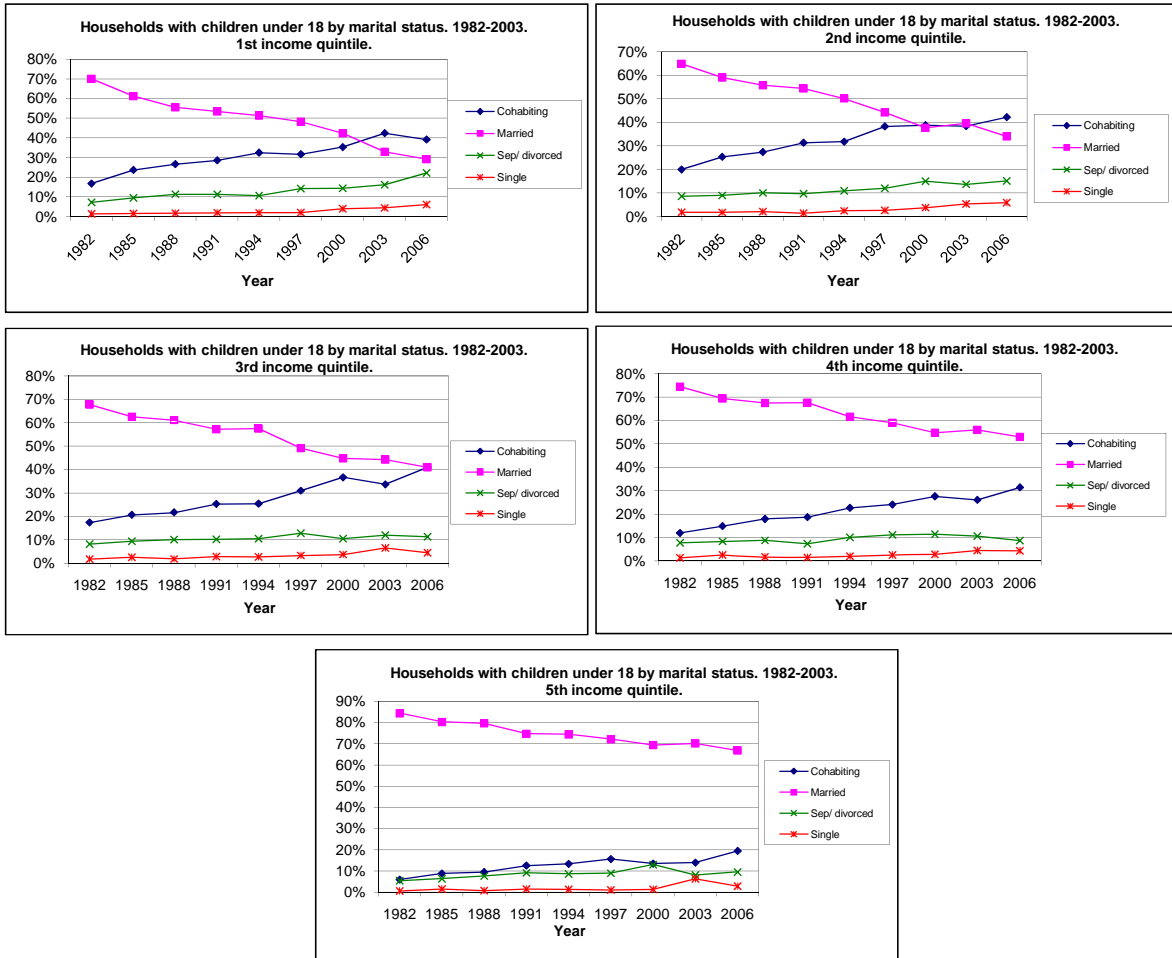 Households with children under 18 by marital status. 1982-2003.
1st income quintile.
80%
70%
60%
50%
40%
30%
20%
10%
0%
1982 1985 1988 1991 1994 1997 2000 2003 2006
Year
Cohabiting
Married
Sep/ divorced
Single
Households with children under 18 by marital status. 1982-2003.
2nd income quintile.
70%
60%
50%
40%
30%
20%
10%
0%
1982 1985 1988 1991 1994 1997 2000 2003 2006
Year
Cohabiting
Married
Sep/ divorced
Single
Households with children under 18 by marital status. 1982-2003.
3rd income quintile.
80%
70%
60%
50%
40%
30%
20%
10%
0%
1982 1985 1988 1991 1994 1997 2000 2003 2006
Year
Cohabiting
Married
Sep/ divorced
Single
Households with children under 18 by marital status. 1982-2003.
4th income quintile.
80%
70%
60%
50%
40%
30%
20%
10%
0%
1982 1985 1988 1991 1994 1997 2000 2003 2006
Year
Cohabiting
Married
Sep/ divorced
Single
Households with children under 18 by marital status. 1982-2003.
5th income quintile.
90%
80%
70%
60%
50%
40%
30%
20%
10%
0%
1982 1985 1988 1991 1994 1997 2000 2003 2006
Year
Cohabiting
Married
Sep/ divorced
Single